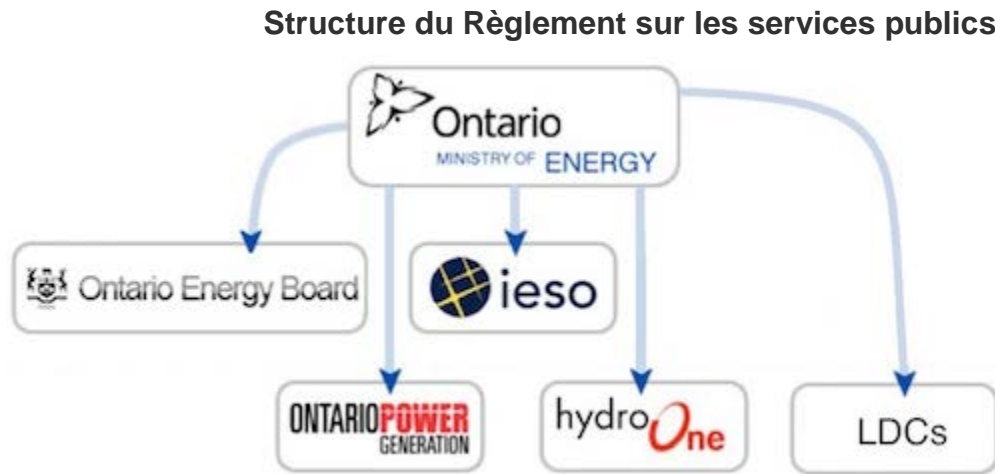 Structure du Règlement sur les services publics
Ontario
MINISTRY OF ENERGY
Ontario Energy Board
ieso
ONTARIOPOWER
GENERATION
hydroOne
LDCs